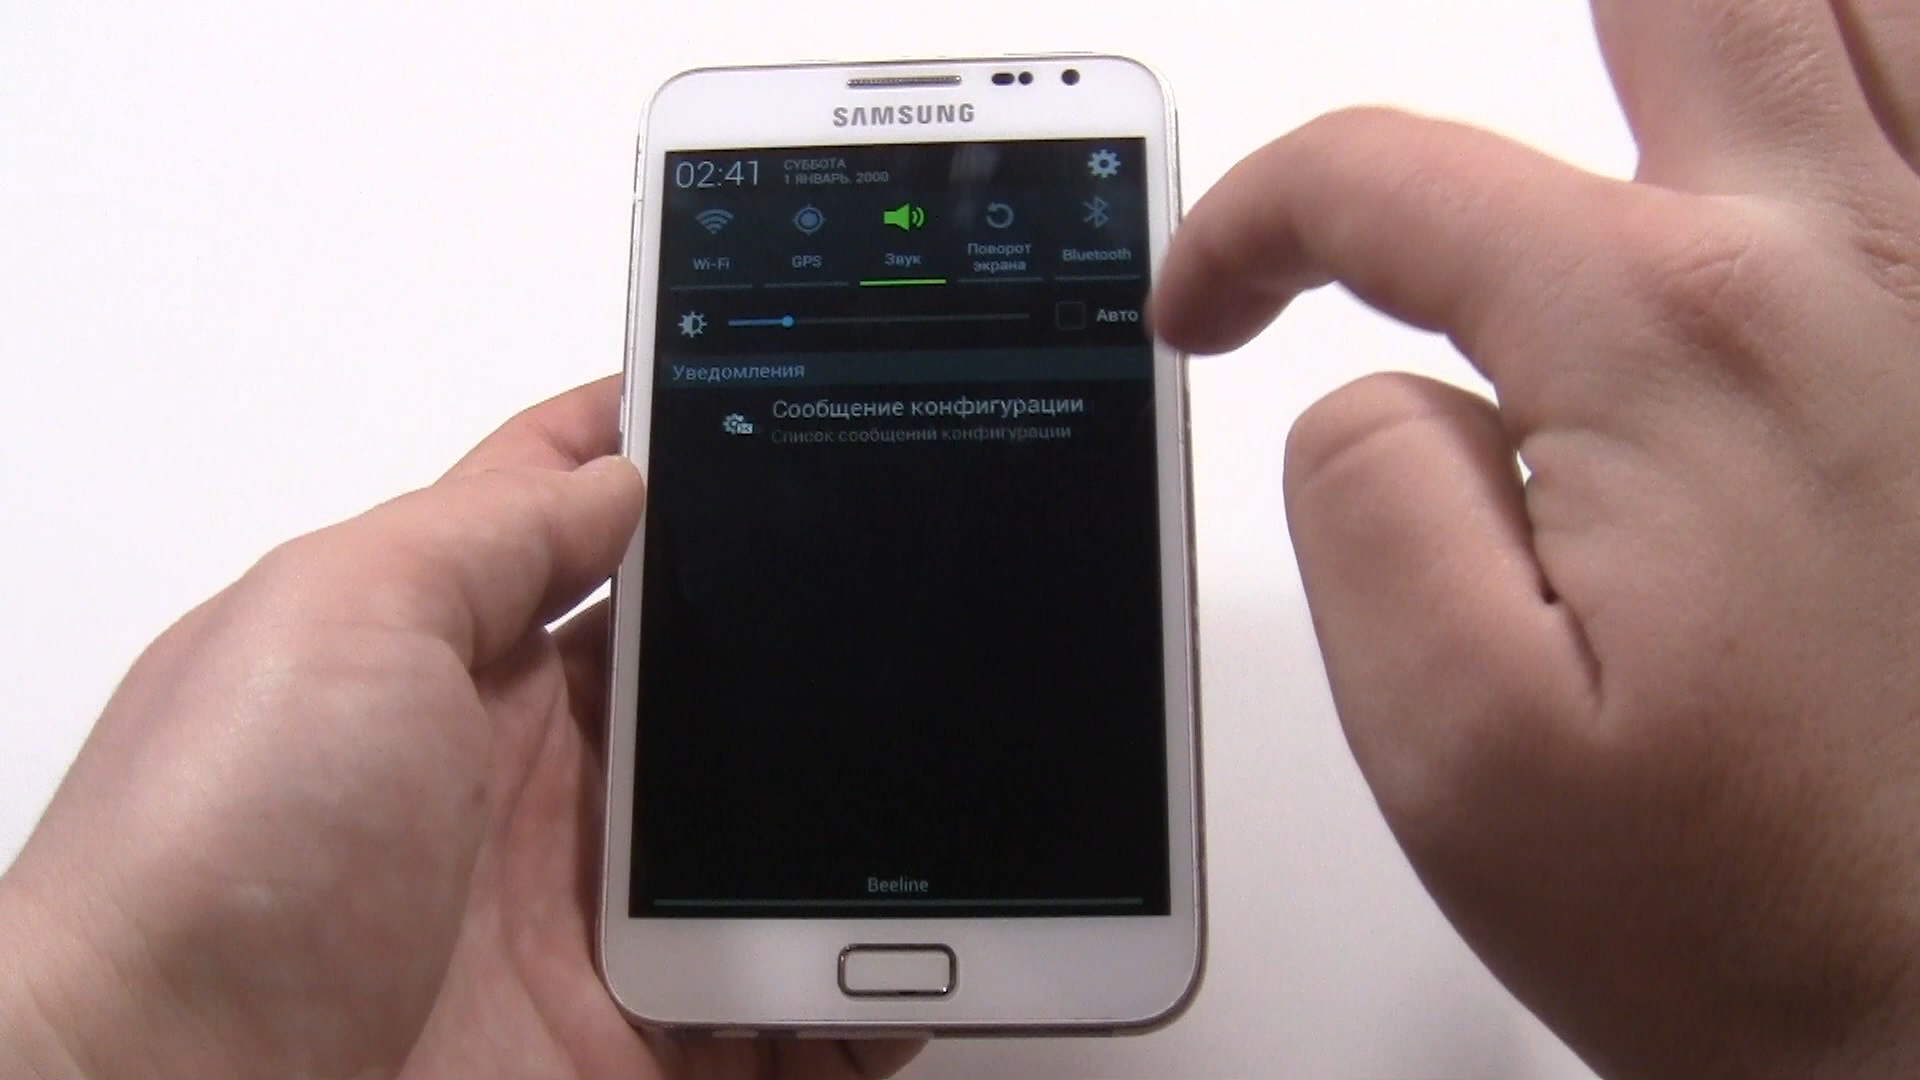 SAMSUNG
02:41
СУББОТА
1 ЯНВАРЬ, 2000
Wi-Fi
GPS
Звук
Поворот
экрана
Bluetooth
Авто
Уведомления
Сообщение конфигурации
Список сообщений конфигурации
Beeline